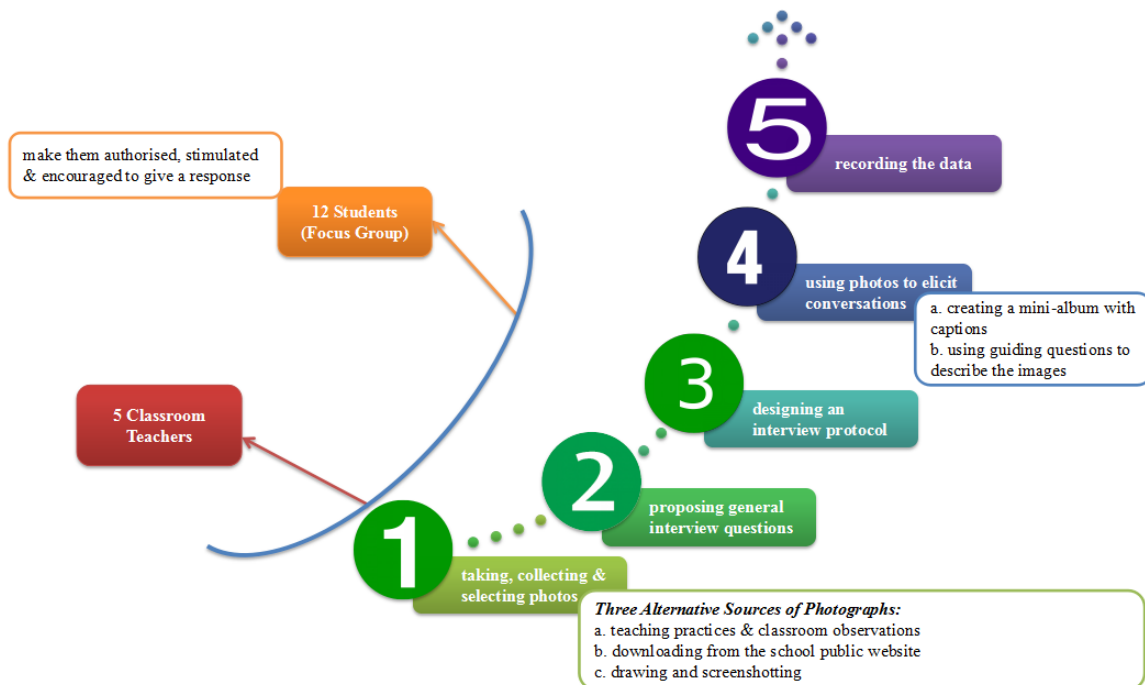 make them authorised, stimulated
& encouraged to give a response
12 Students
(Focus Group)
5 Classroom
Teachers
1
taking, collecting &
selecting photos
Three Alternative Sources of Photographs:
a. teaching practices & classroom observations
b. downloading from the school public website
c. drawing and screenshotting
2
proposing general
interview questions
3
designing an
interview protocol
4
using photos to elicit
conversations
a. creating a mini-album with
captions
b. using guiding questions to
describe the images
5
recording the data